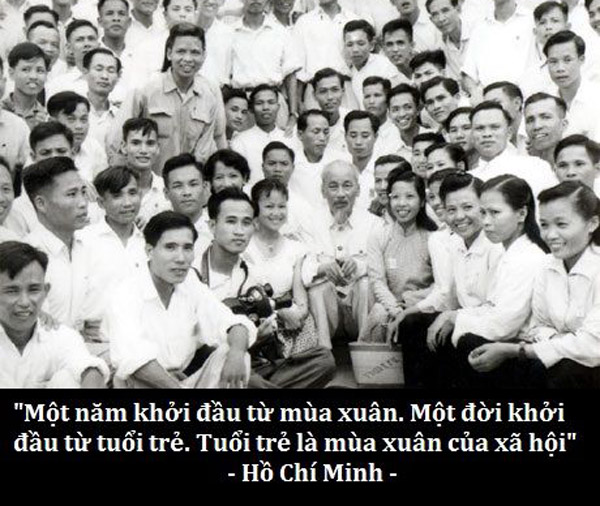 "Một năm khởi đầu từ mùa xuân. Một đời khởi
đầu từ tuổi trẻ. Tuổi trẻ là mùa xuân của xã hội"
- Hồ Chí Minh -